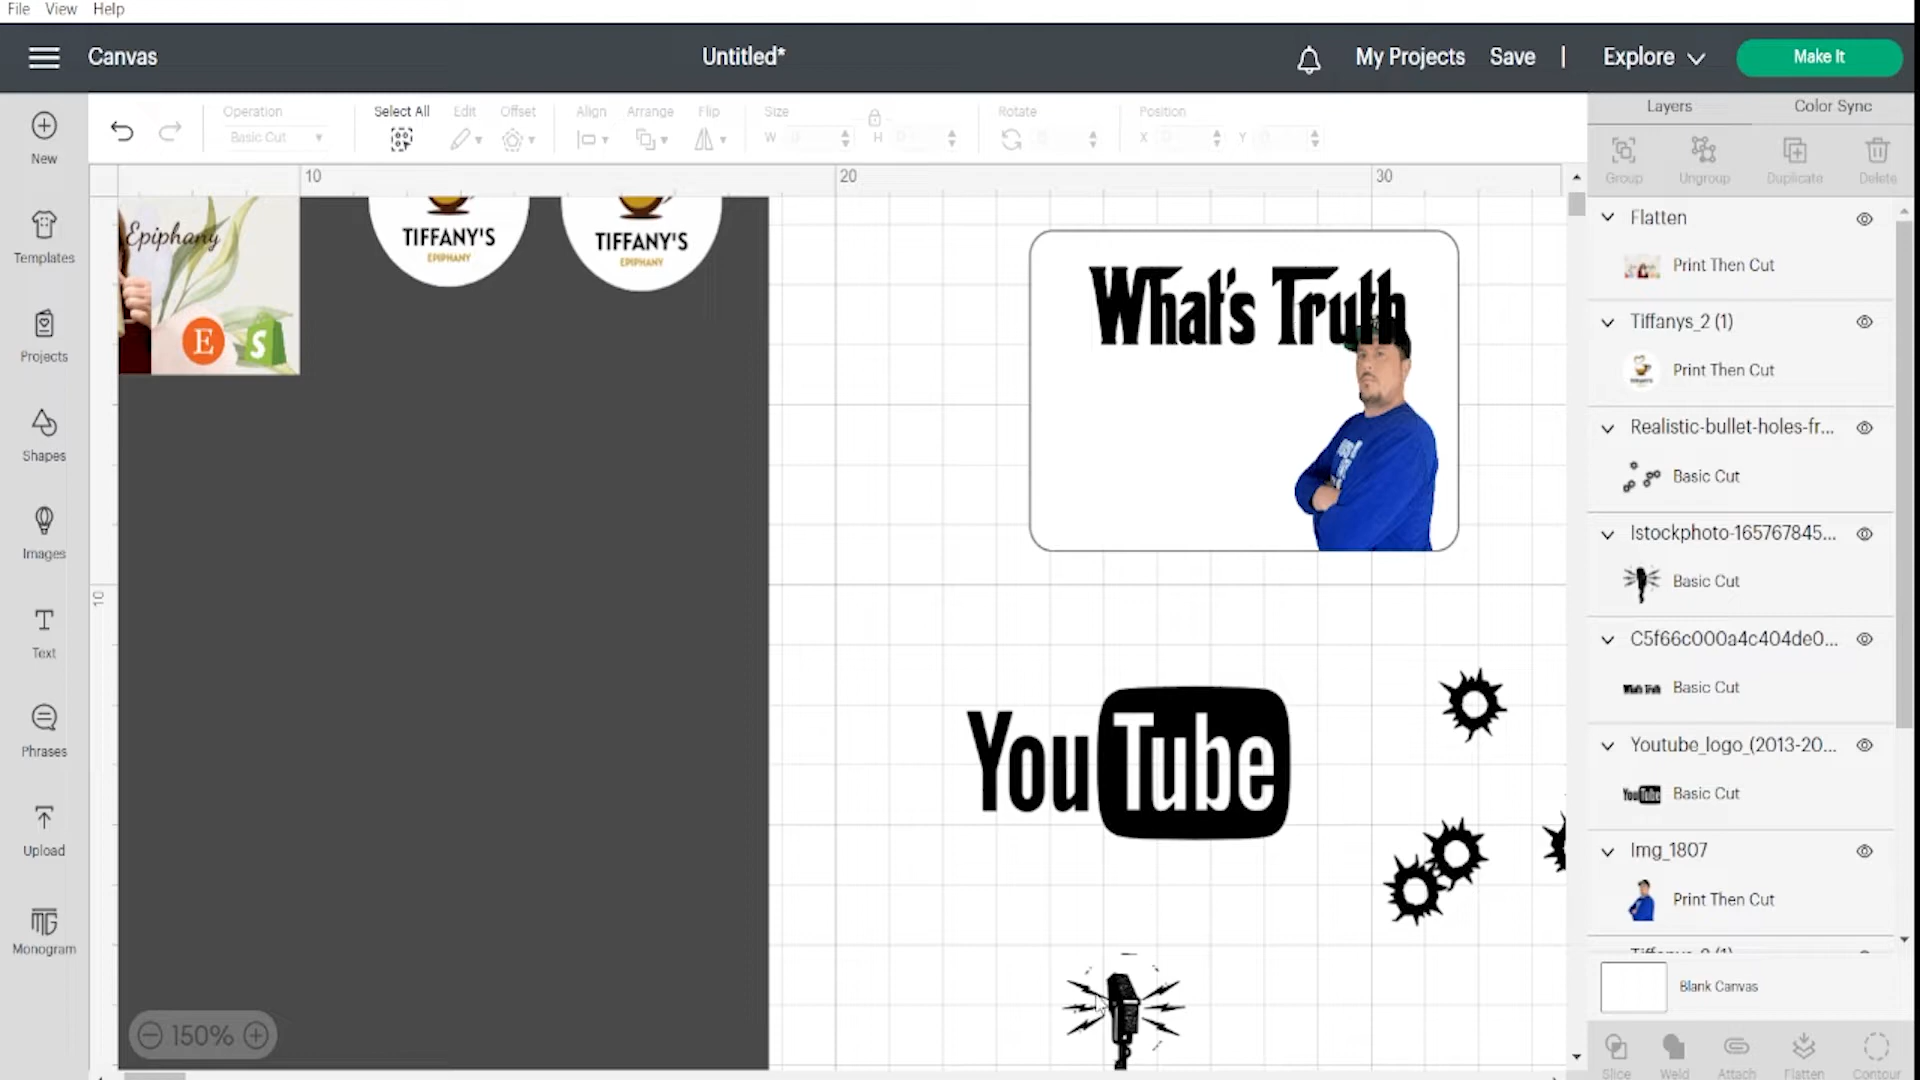 File View Help
Canvas
Untitled*
My Projects Save | Explore
Make It
New
Templates
Projects
Shapes
Images
Text
Phrases
Upload
Monogram
Operation
Basic Cut
Select All
Edit
Offset
Align
Arrange
Flip
Size
W
H
Rotate
Position
X
Y
10
20
30
10
Epiphany
E
S
TIFFANY'S
EPIPHANY
TIFFANY'S
EPIPHANY
What's Truth
YouTube
150%
Layers
Color Sync
Group
Ungroup
Duplicate
Delete
Flatten
Print Then Cut
Tiffanys_2 (1)
Print Then Cut
Realistic-bullet-holes-fr...
Basic Cut
Istockphoto-165767845...
Basic Cut
C5f66c000a4c404de0...
What's Truth
Basic Cut
Youtube_logo_(2013-20...
YouTube
Basic Cut
Img_1807
Print Then Cut
Blank Canvas
Slice
Weld
Attach
Flatten
Contour